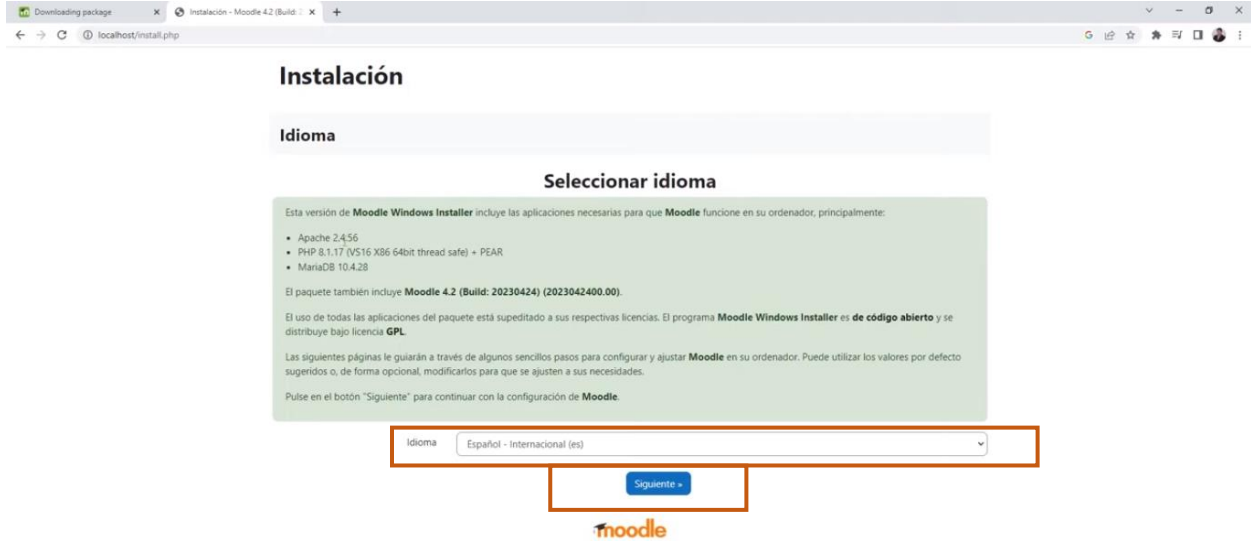 Downloading package
Instalación - Moodle 4.2 (Build: 2
localhost/install.php
Instalación
Idioma
Seleccionar idioma
Esta versión de Moodle Windows Installer incluye las aplicaciones necesarias para que Moodle funcione en su ordenador, principalmente:
Apache 2.4.56
PHP 8.1.17 (VS16 X86 64bit thread safe) + PEAR
MariaDB 10.4.28
El paquete también incluye Moodle 4.2 (Build: 20230424) (2023042400.00).
El uso de todas las aplicaciones del paquete está supeditado a sus respectivas licencias. El programa Moodle Windows Installer es de código abierto y se
distribuye bajo licencia GPL.
Las siguientes páginas le guiarán a través de algunos sencillos pasos para configurar y ajustar Moodle en su ordenador. Puede utilizar los valores por defecto
sugeridos o, de forma opcional, modificarlos para que se ajusten a sus necesidades.
Pulse en el botón "Siguiente" para continuar con la configuración de Moodle.
Idioma Español - Internacional (es)
Siguiente »
moodle